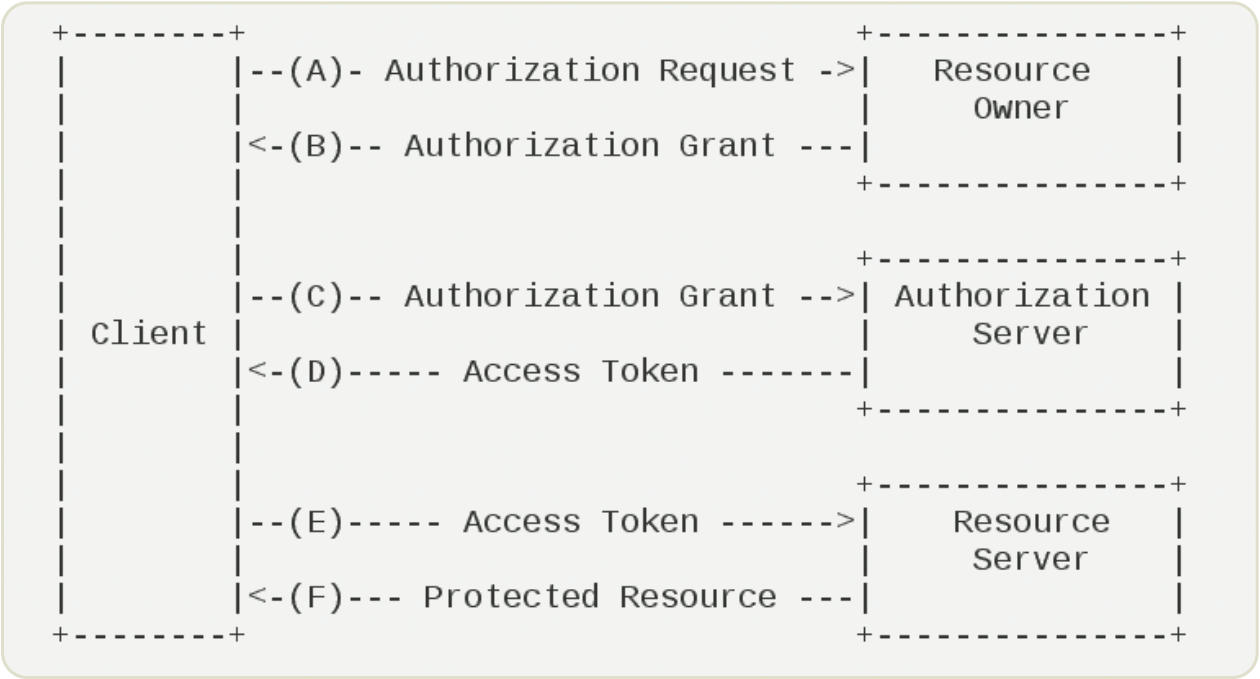 +--------+                               +---------------+
|        |--(A)- Authorization Request ->|   Resource    |
|        |                               |     Owner     |
|        |<-(B)-- Authorization Grant ---|               |
|        |                               +---------------+
|        |
|        |                               +---------------+
|        |--(C)-- Authorization Grant -->| Authorization |
| Client |                               |     Server    |
|        |<-(D)----- Access Token -------|               |
|        |                               +---------------+
|        |
|        |                               +---------------+
|        |--(E)----- Access Token ------>|    Resource   |
|        |                               |     Server    |
|        |<-(F)--- Protected Resource ---|               |
+--------+                               +---------------+